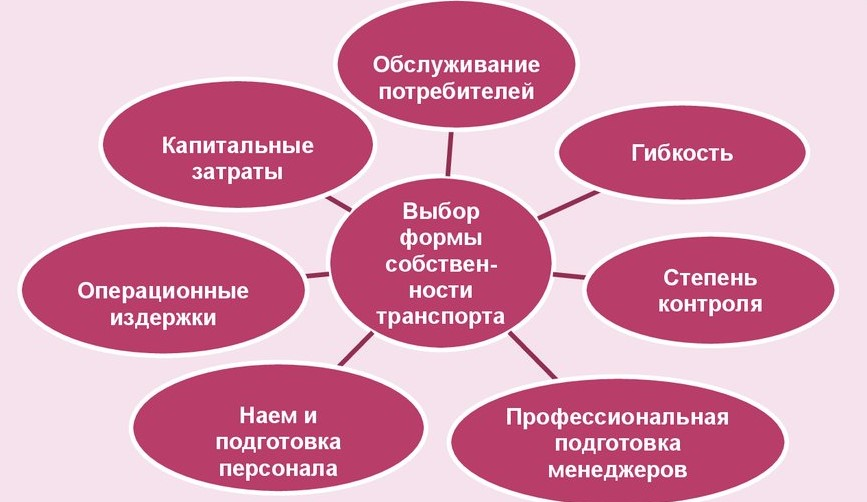 Обслуживание
потребителей
Капитальные
затраты
Гибкость
Выбор
формы
собствен-
ности
транспорта
Операционные
издержки
Степень
контроля
Наем и
подготовка
персонала
Профессиональная
подготовка
менеджеров